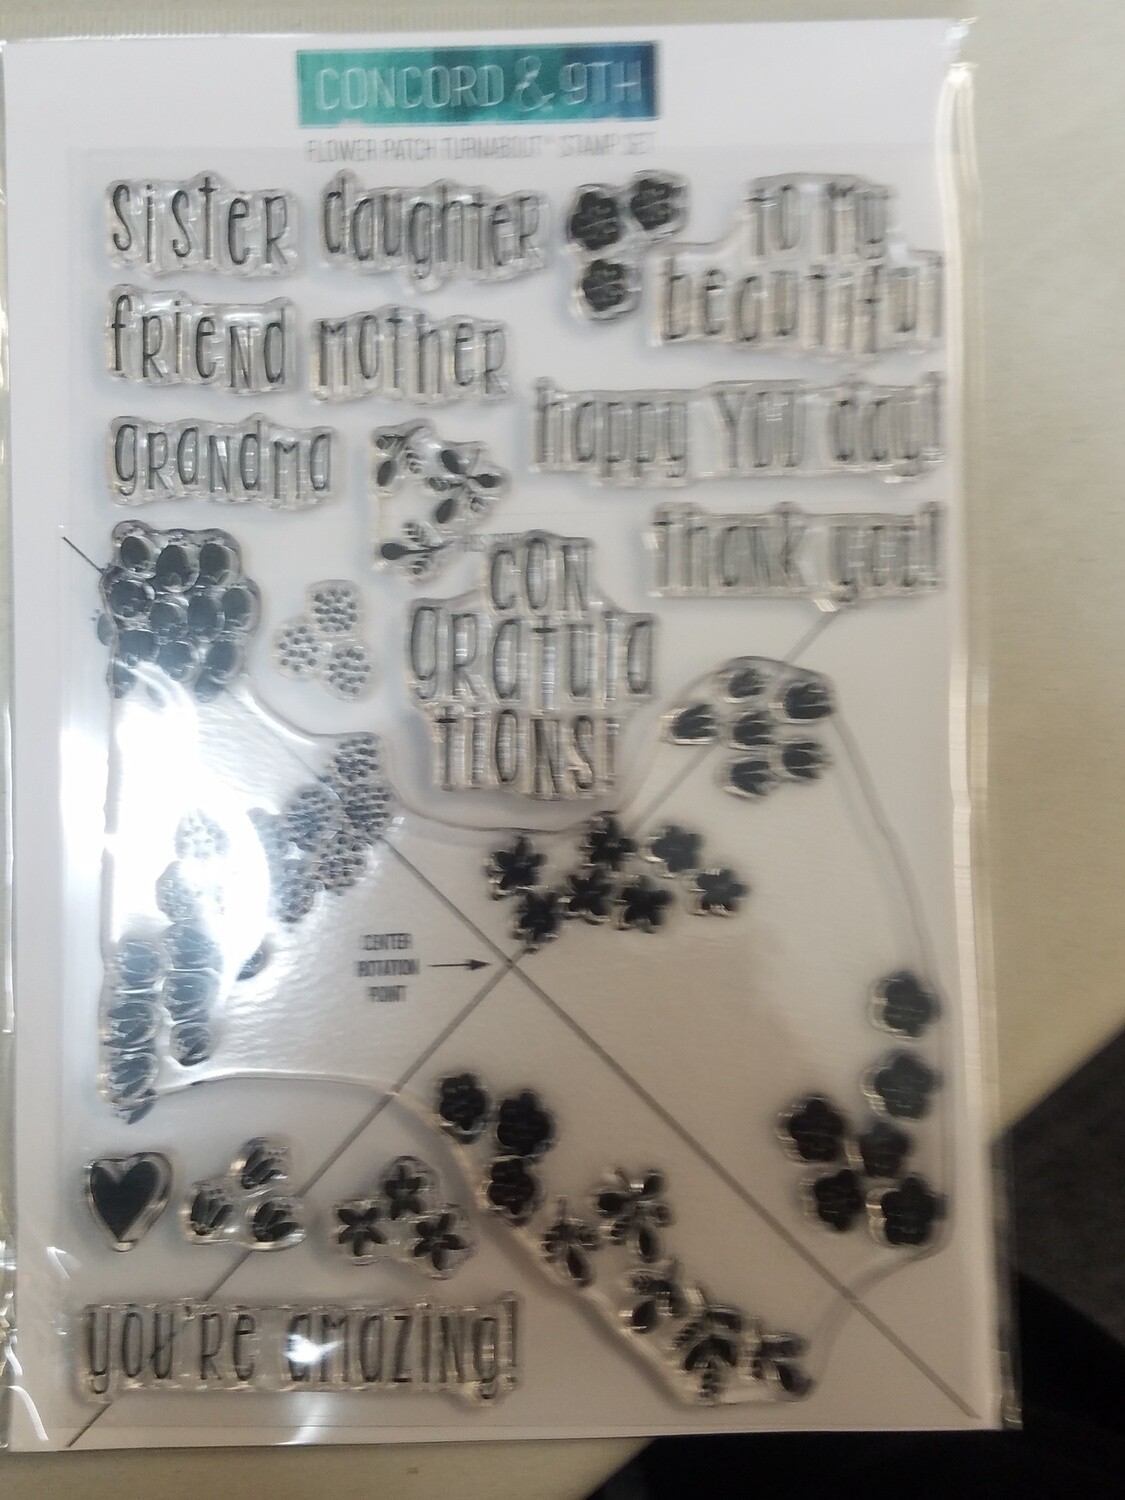 CONCORD & 9TH
FLOWER PATCH TURNABOUT™ STAMP SET
sister daughter
to my
beautiful
friend mother
happy you day!
grandma
thank you!
con
gratula
tions!
CENTER
ROTATION
POINT
you're amazing!